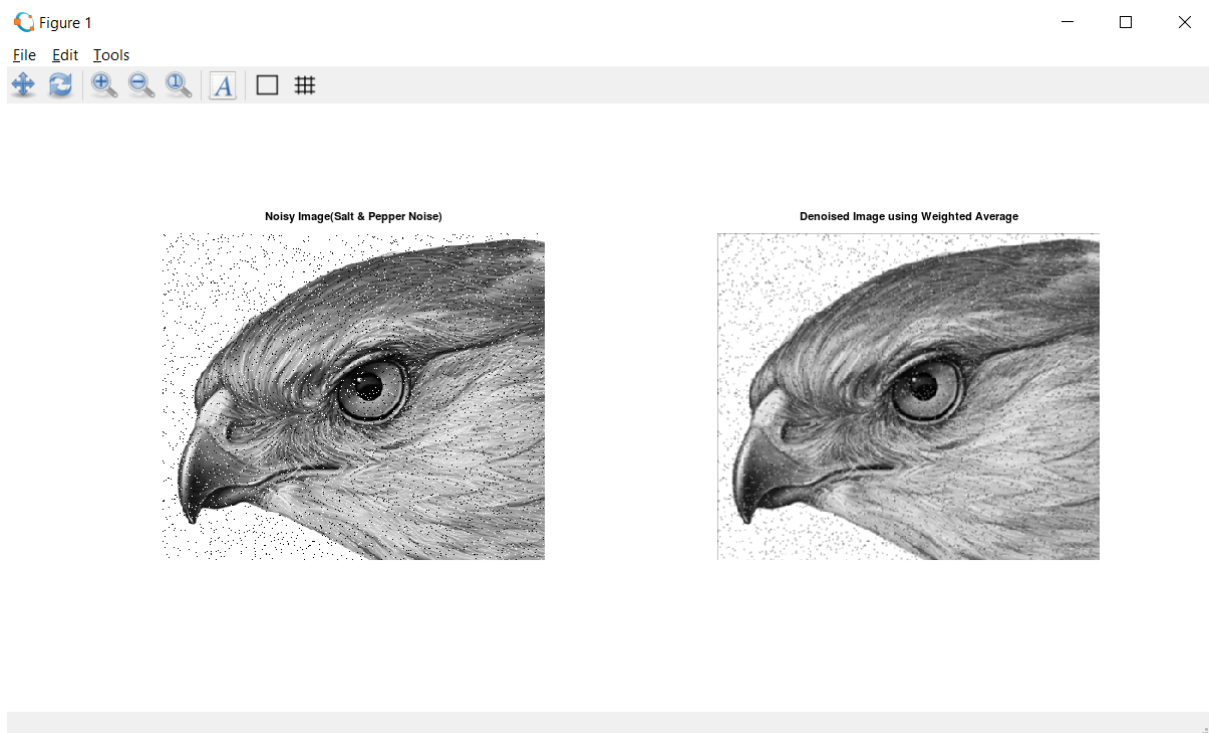 Figure 1
File Edit Tools
A
Noisy Image(Salt & Pepper Noise)
Denoised Image using Weighted Average